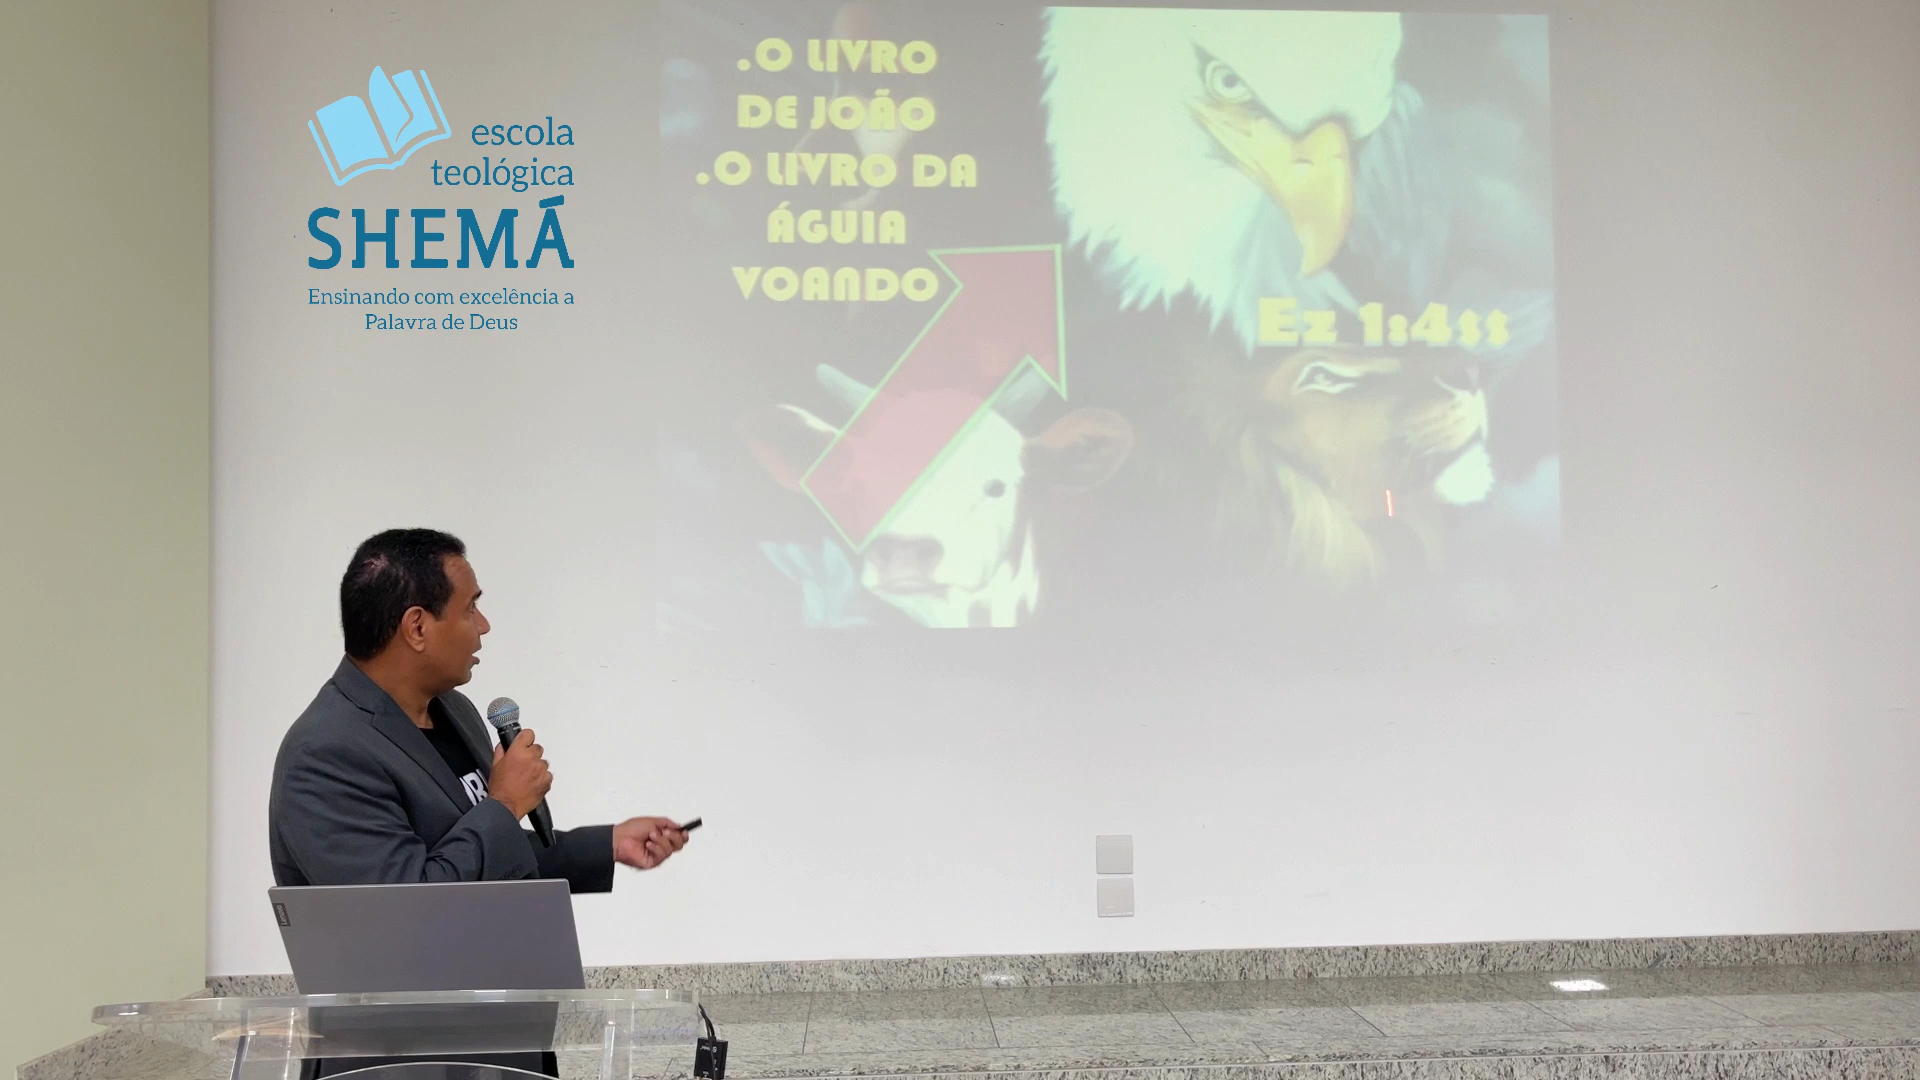 escola
teológica
SHEMÁ
Ensinando com excelência a
Palavra de Deus
.O LIVRO
DE JOÃO
.O LIVRO DA
ÁGUIA
VOANDO
Ez 1:4ss